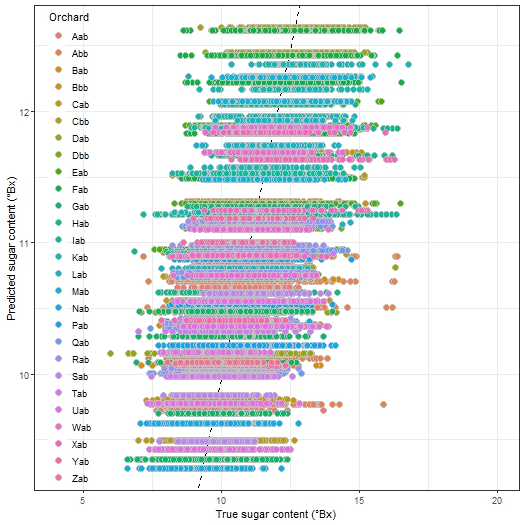 Orchard
Aab
Abb
Bab
Bbb
Cab
Cbb
Dab
Dbb
Eab
Fab
Gab
Hab
Iab
Kab
Lab
Mab
Nab
Pab
Qab
Rab
Sab
Tab
Uab
Wab
Xab
Yab
Zab
12
11
10
Predicted sugar content (°Bx)
5
10
15
20
True sugar content (°Bx)